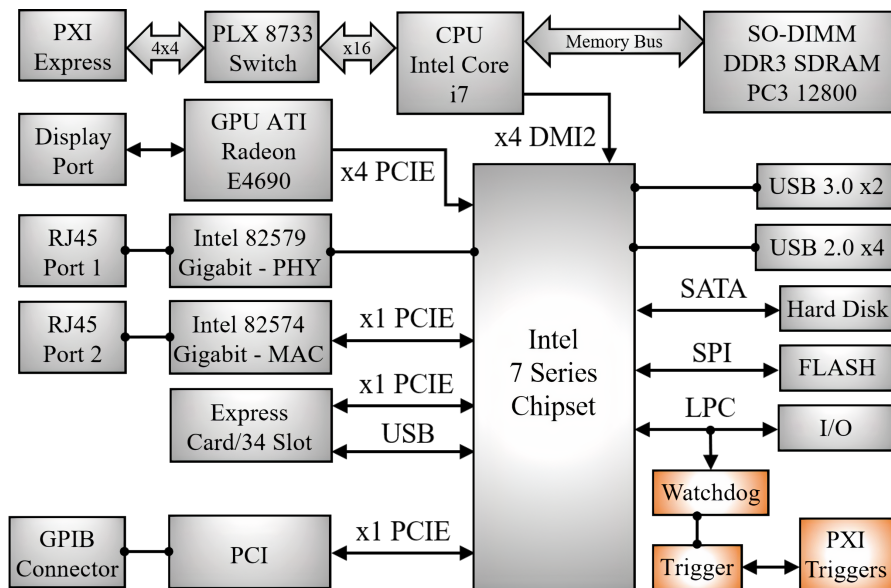 PXI
Express
4x4
PLX 8733
Switch
x16
CPU
Intel Core
i7
Memory Bus
SO-DIMM
DDR3 SDRAM
PC3 12800
x4 DMI2
Display
Port
GPU ATI
Radeon
E4690
x4 PCIE
RJ45
Port 1
Intel 82579
Gigabit - PHY
RJ45
Port 2
Intel 82574
Gigabit - MAC
x1 PCIE
Express
Card/34 Slot
x1 PCIE
USB
GPIB
Connector
PCI
x1 PCIE
Intel
7 Series
Chipset
USB 3.0 x2
USB 2.0 x4
SATA
Hard Disk
SPI
FLASH
LPC
I/O
Watchdog
Trigger
PXI
Triggers